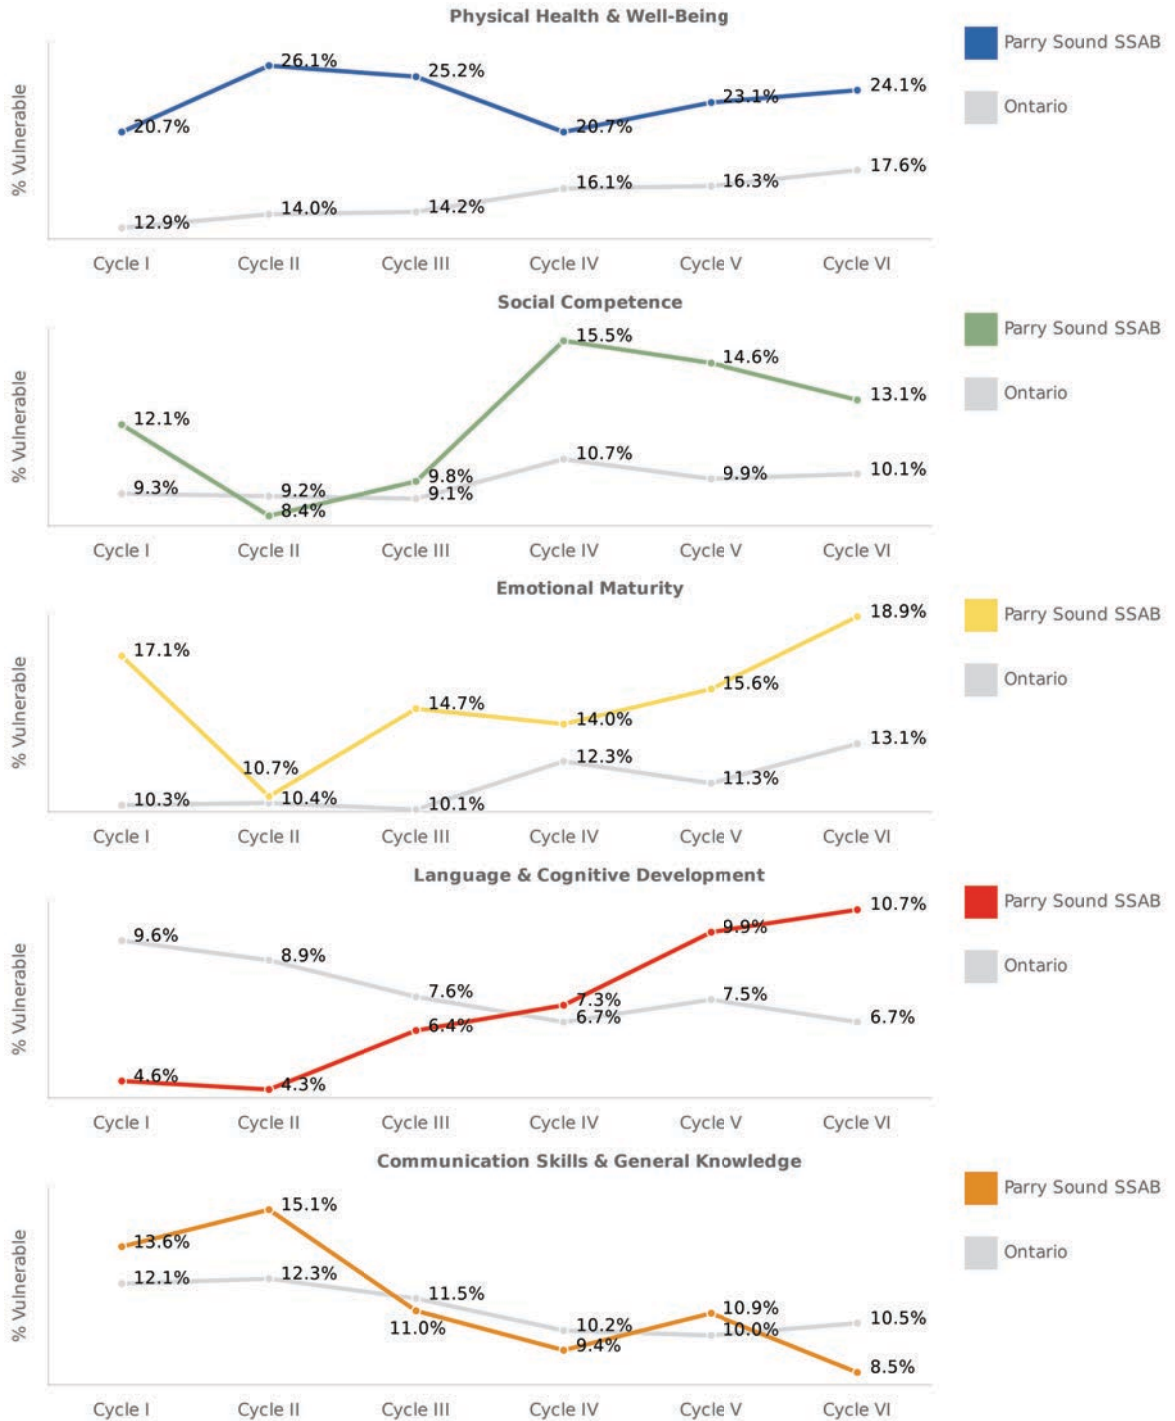 Physical Health & Well-Being
% Vulnerable
26.1%
25.2%
24.1%
23.1%
20.7%
20.7%
17.6%
16.1%
16.3%
14.0%
14.2%
12.9%
Cycle I Cycle II Cycle III Cycle IV Cycle V Cycle VI
Parry Sound SSAB
Ontario
Social Competence
% Vulnerable
15.5%
14.6%
13.1%
12.1%
10.7%
9.8%
9.9%
10.1%
9.3%
9.2%
9.1%
8.4%
Cycle I Cycle II Cycle III Cycle IV Cycle V Cycle VI
Parry Sound SSAB
Ontario
Emotional Maturity
% Vulnerable
18.9%
17.1%
14.7%
14.0%
15.6%
13.1%
12.3%
10.7%
11.3%
10.3%
10.4%
10.1%
Cycle I Cycle II Cycle III Cycle IV Cycle V Cycle VI
Parry Sound SSAB
Ontario
Language & Cognitive Development
% Vulnerable
10.7%
9.6%
9.9%
8.9%
7.6%
7.3%
7.5%
6.7%
6.7%
6.4%
4.6%
4.3%
Cycle I Cycle II Cycle III Cycle IV Cycle V Cycle VI
Parry Sound SSAB
Ontario
Communication Skills & General Knowledge
% Vulnerable
15.1%
13.6%
12.1%
12.3%
11.5%
11.0%
10.9%
10.2%
10.0%
10.5%
9.4%
8.5%
Cycle I Cycle II Cycle III Cycle IV Cycle V Cycle VI
Parry Sound SSAB
Ontario